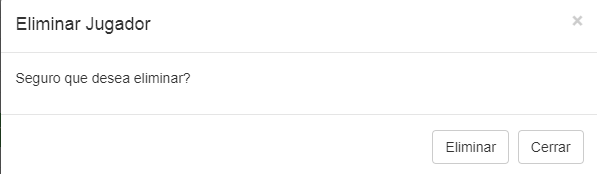 Eliminar Jugador
×
Seguro que desea eliminar?
Eliminar
Cerrar